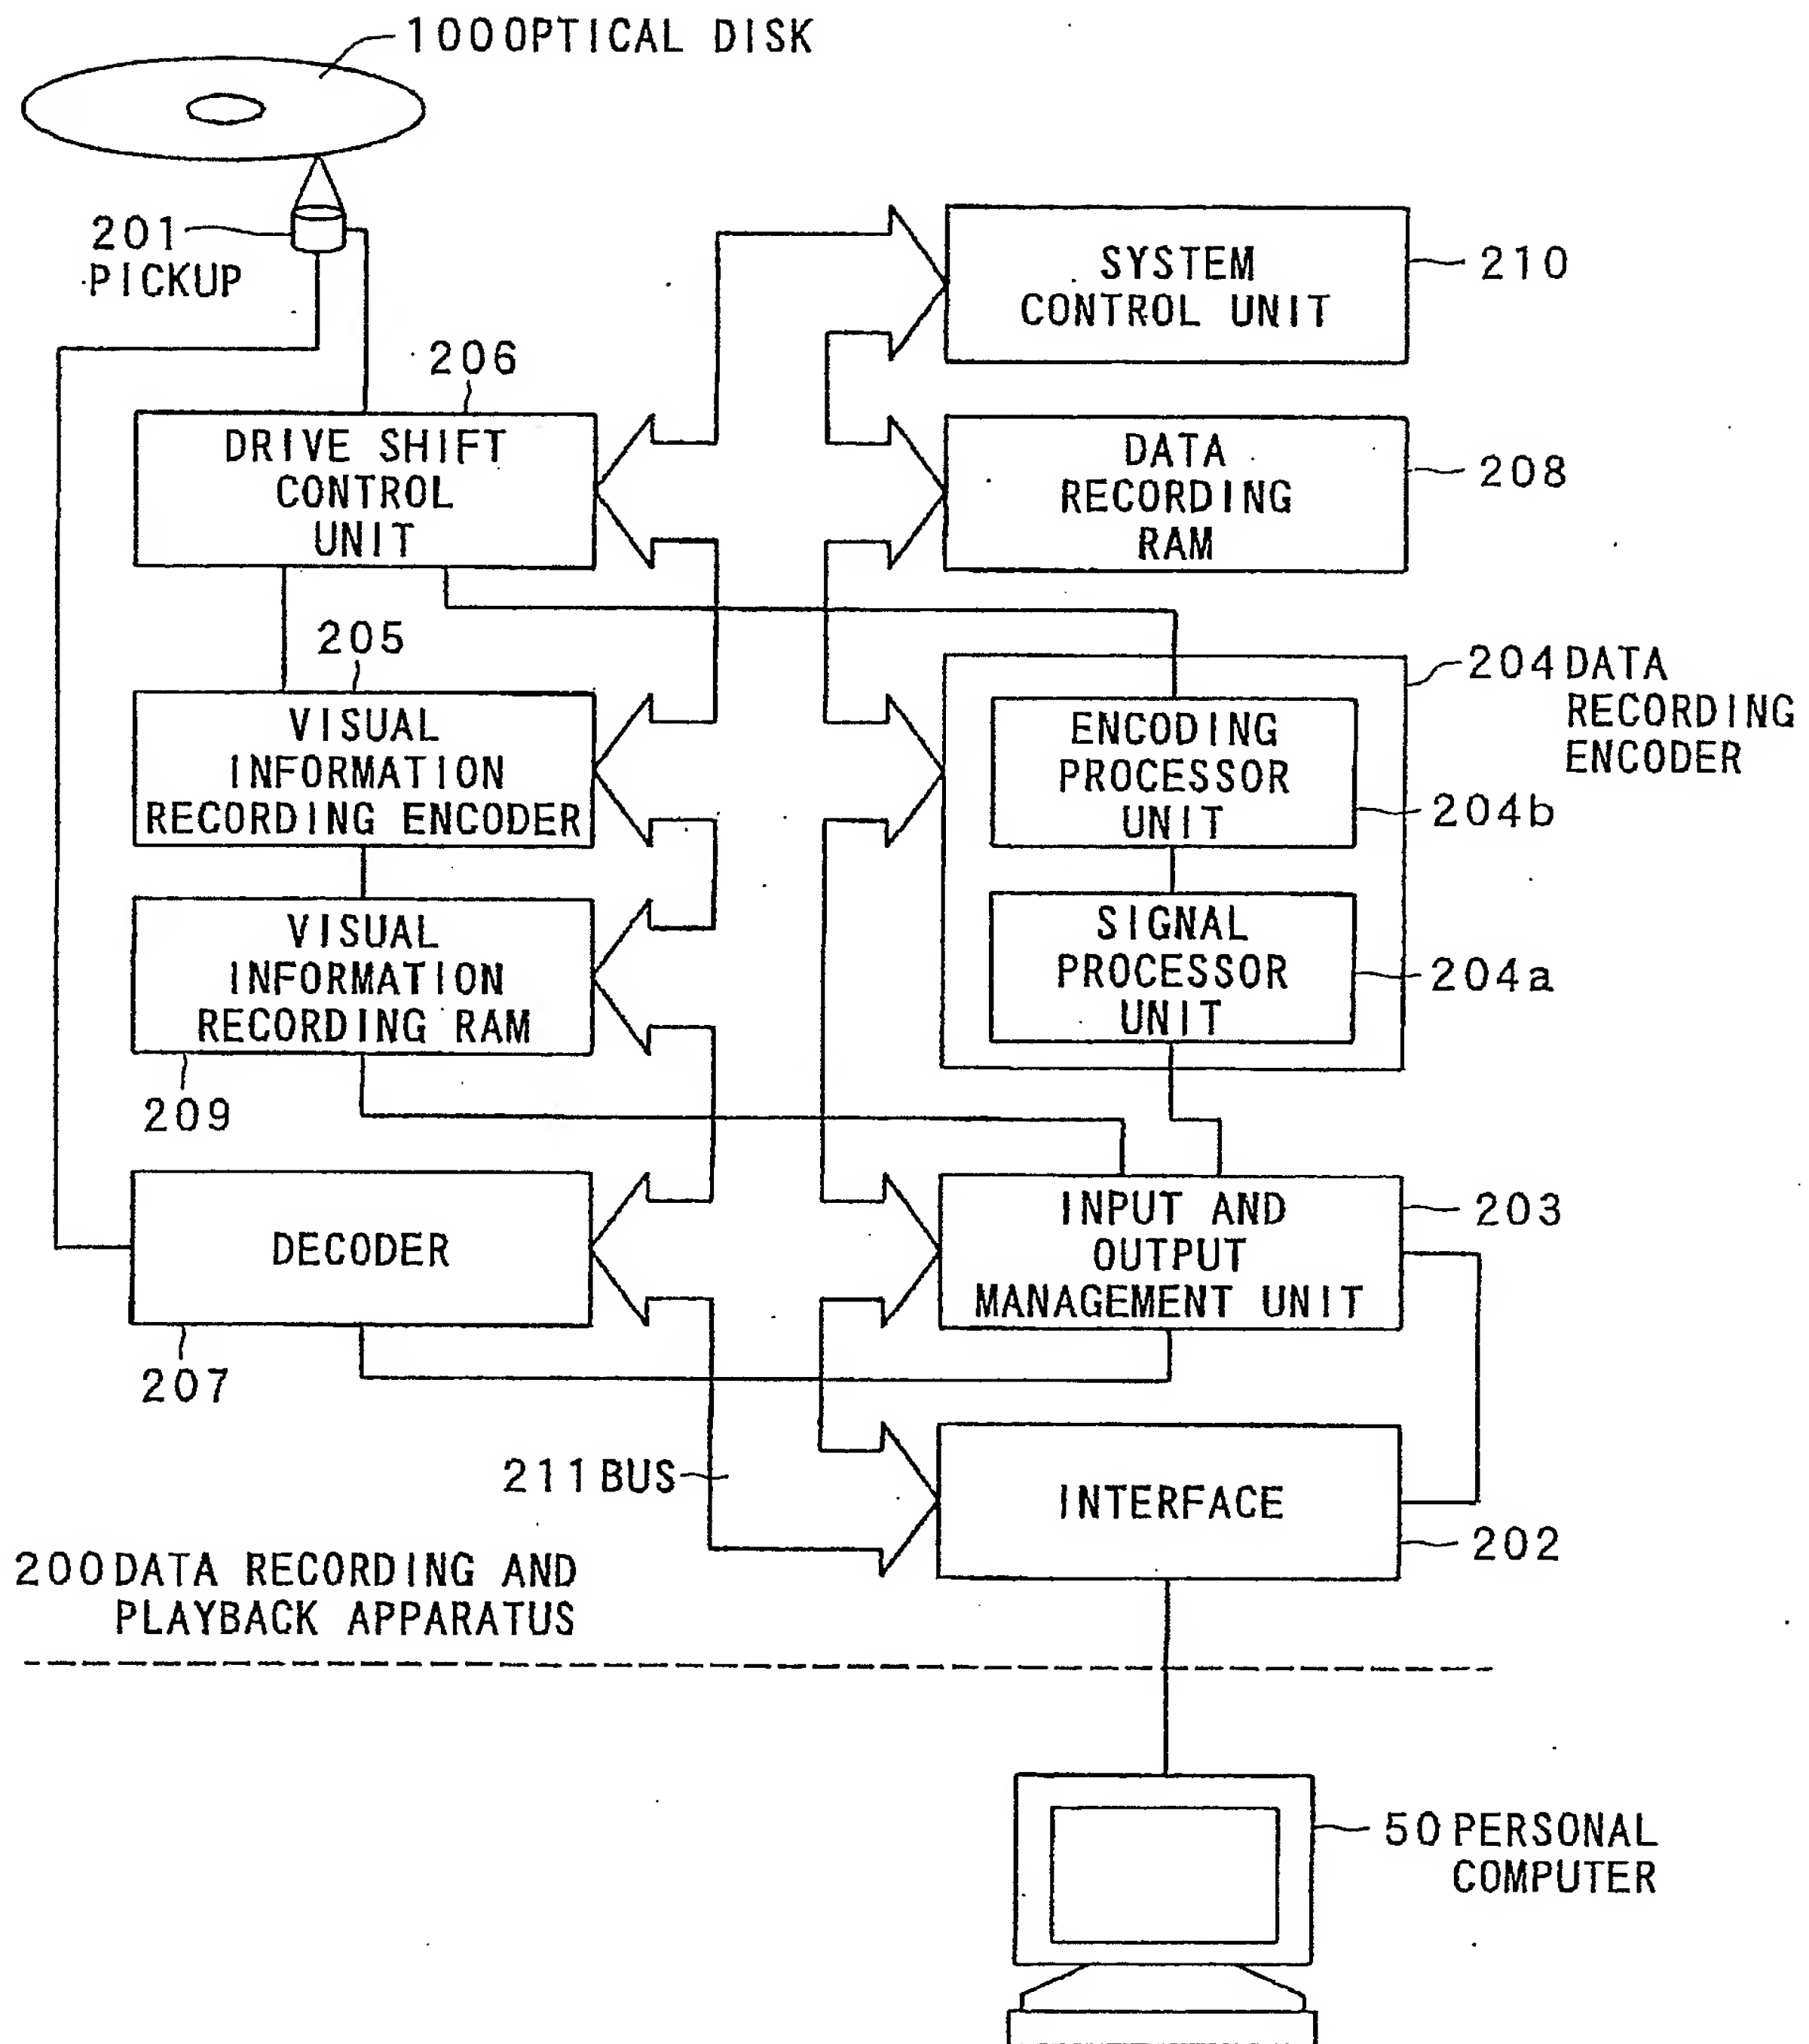 100 OPTICAL DISK
201
PICKUP
SYSTEM
CONTROL UNIT
210
206
DRIVE SHIFT
CONTROL
UNIT
DATA
RECORDING
RAM
208
205
VISUAL
INFORMATION
RECORDING ENCODER
204 DATA
RECORDING
ENCODER
ENCODING
PROCESSOR
UNIT
204b
VISUAL
INFORMATION
RECORDING RAM
209
SIGNAL
PROCESSOR
UNIT
204a
DECODER
207
INPUT AND
OUTPUT
MANAGEMENT UNIT
203
211 BUS
INTERFACE
202
200 DATA RECORDING AND
PLAYBACK APPARATUS
50 PERSONAL
COMPUTER